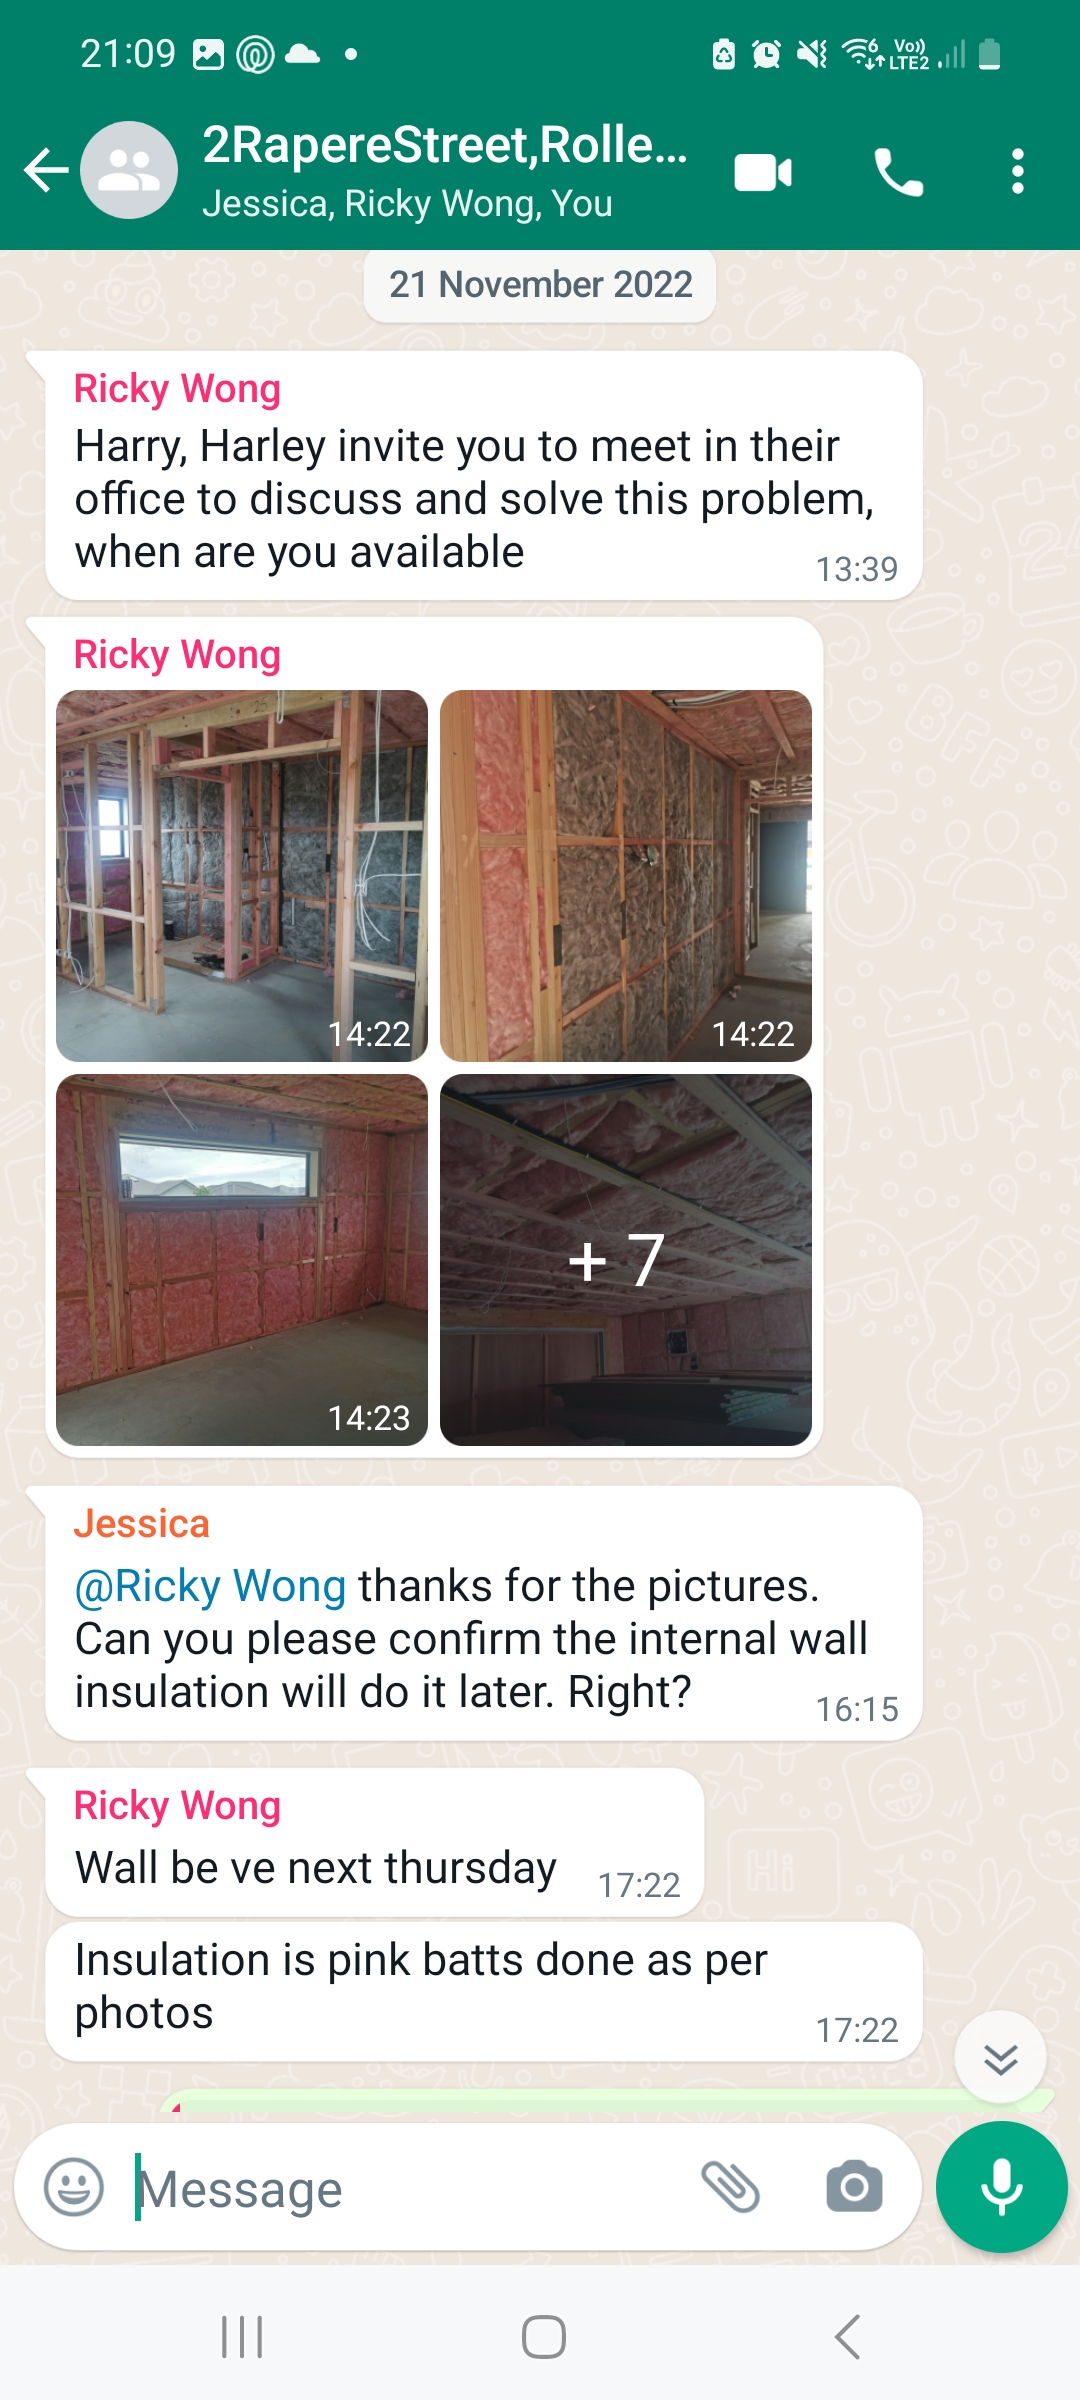 21:09
6 Vo))
LTE2
2RapereStreet,Rolle...
Jessica, Ricky Wong, You
21 November 2022
Ricky Wong
Harry, Harley invite you to meet in their
office to discuss and solve this problem,
when are you available
13:39
Ricky Wong
14:22
14:22
14:23
+ 7
Jessica
@Ricky Wong thanks for the pictures.
Can you please confirm the internal wall
insulation will do it later. Right?
16:15
Ricky Wong
Wall be ve next thursday
17:22
Insulation is pink batts done as per
photos
17:22
Message